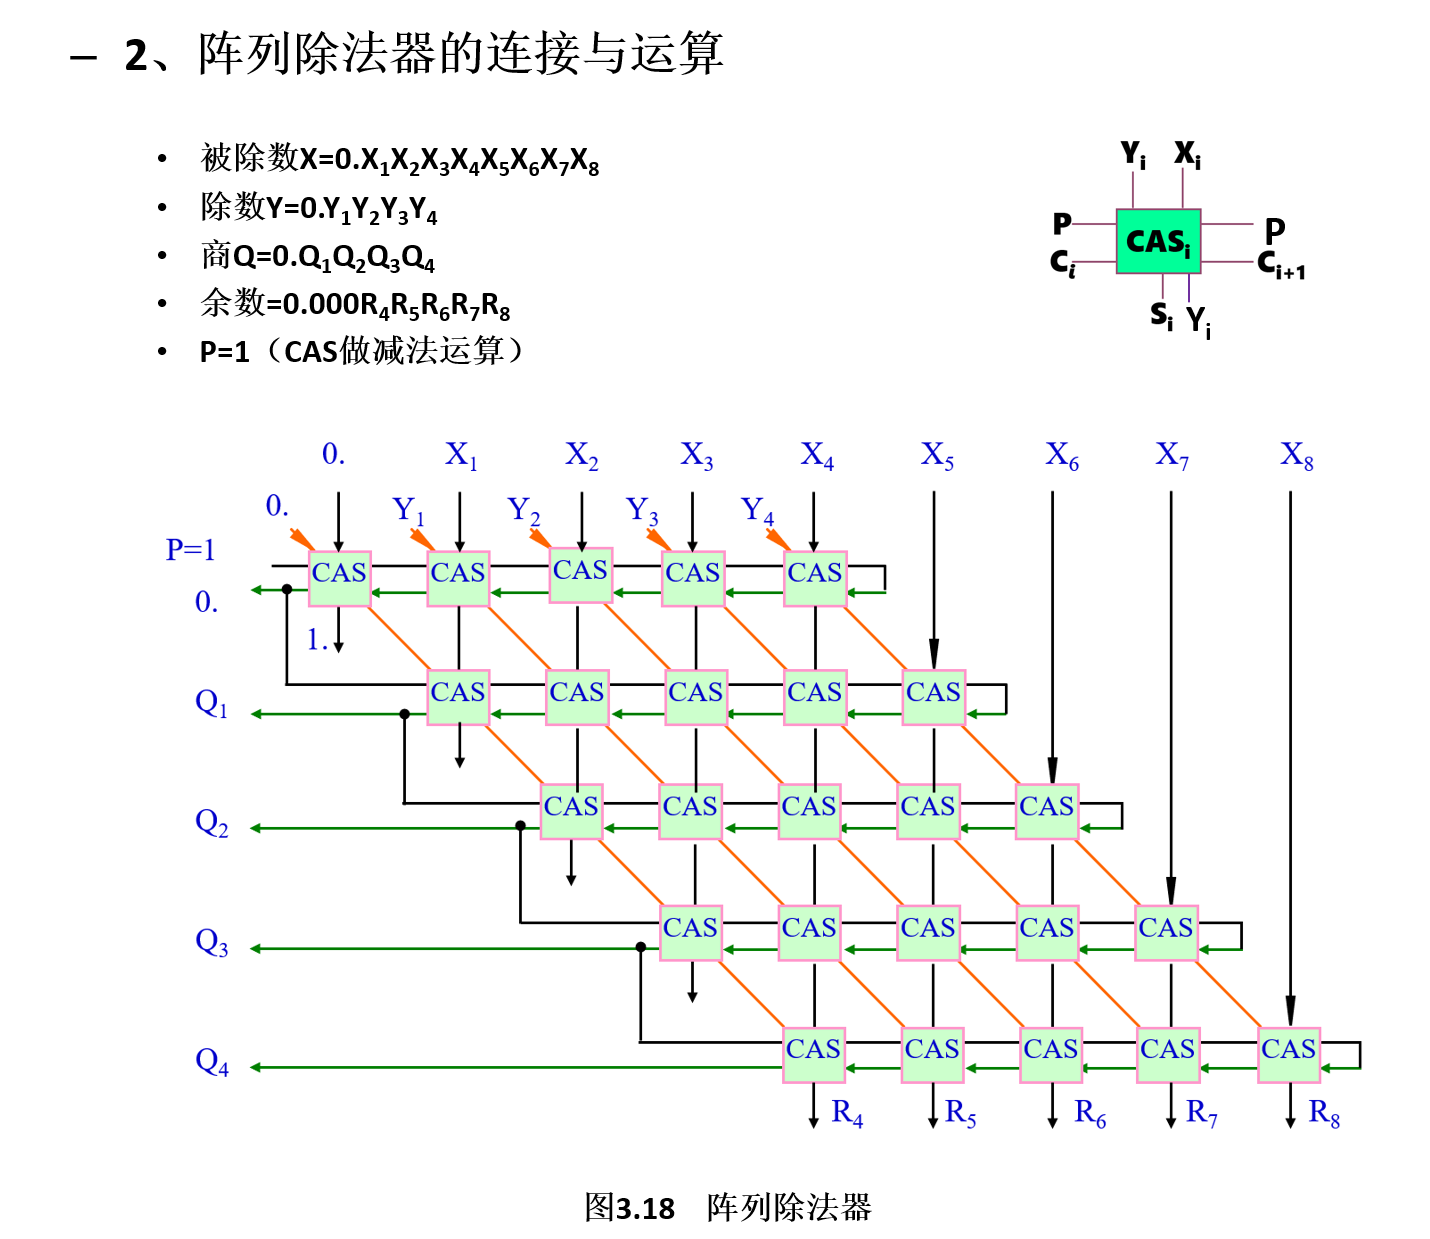 – 2、阵列除法器的连接与运算
• 被除数X=0.X₁X₂X₃X₄X₅X₆X₇X₈
• 除数Y=0.Y₁Y₂Y₃Y₄
• 商Q=0.Q₁Q₂Q₃Q₄
• 余数=0.000R₄R₅R₆R₇R₈
• P=1（CAS做减法运算）
Yᵢ Xᵢ
P CASᵢ P
Cᵢ Cᵢ₊₁
Sᵢ Yᵢ
0. X₁ X₂ X₃ X₄ X₅ X₆ X₇ X₈
0. Y₁ Y₂ Y₃ Y₄
P=1
CAS CAS CAS CAS CAS
0.
1.
CAS CAS CAS CAS CAS
Q₁
CAS CAS CAS CAS CAS
Q₂
CAS CAS CAS CAS CAS
Q₃
CAS CAS CAS CAS CAS
Q₄
R₄ R₅ R₆ R₇ R₈
图3.18 阵列除法器